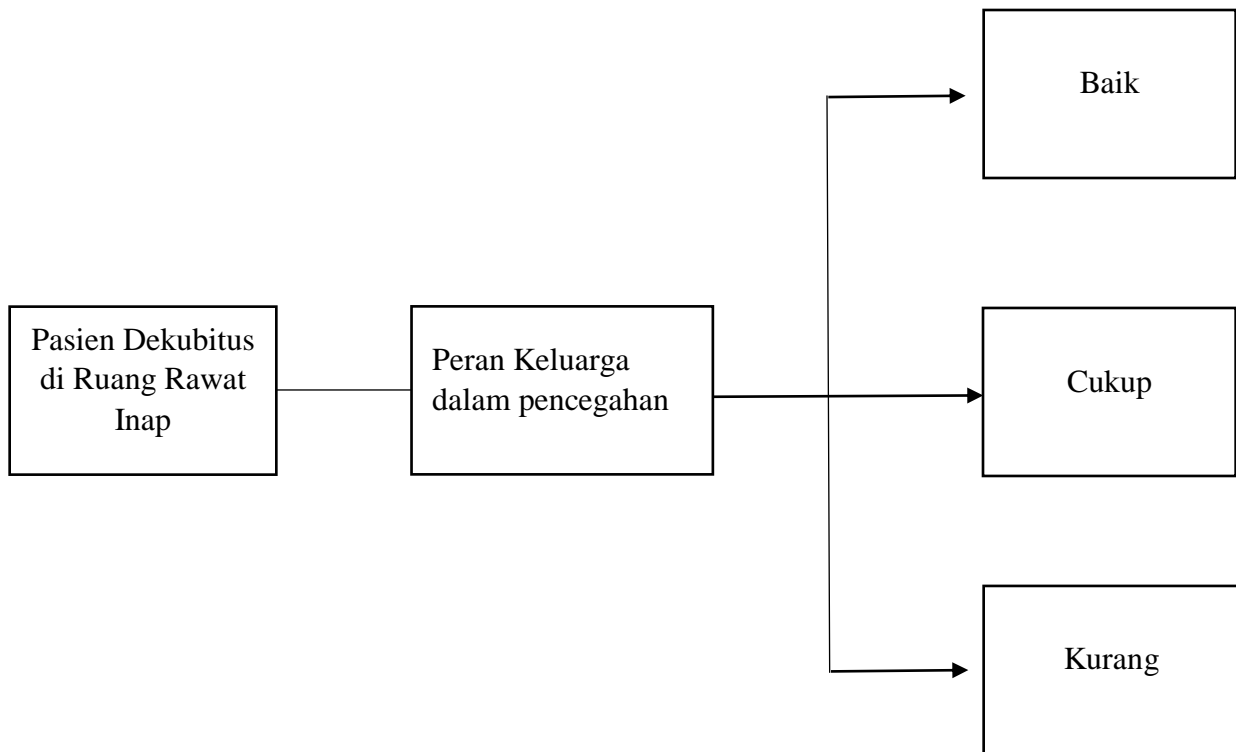 Baik
Pasien Dekubitus
di Ruang Rawat
Inap
Peran Keluarga
dalam pencegahan
Cukup
Kurang